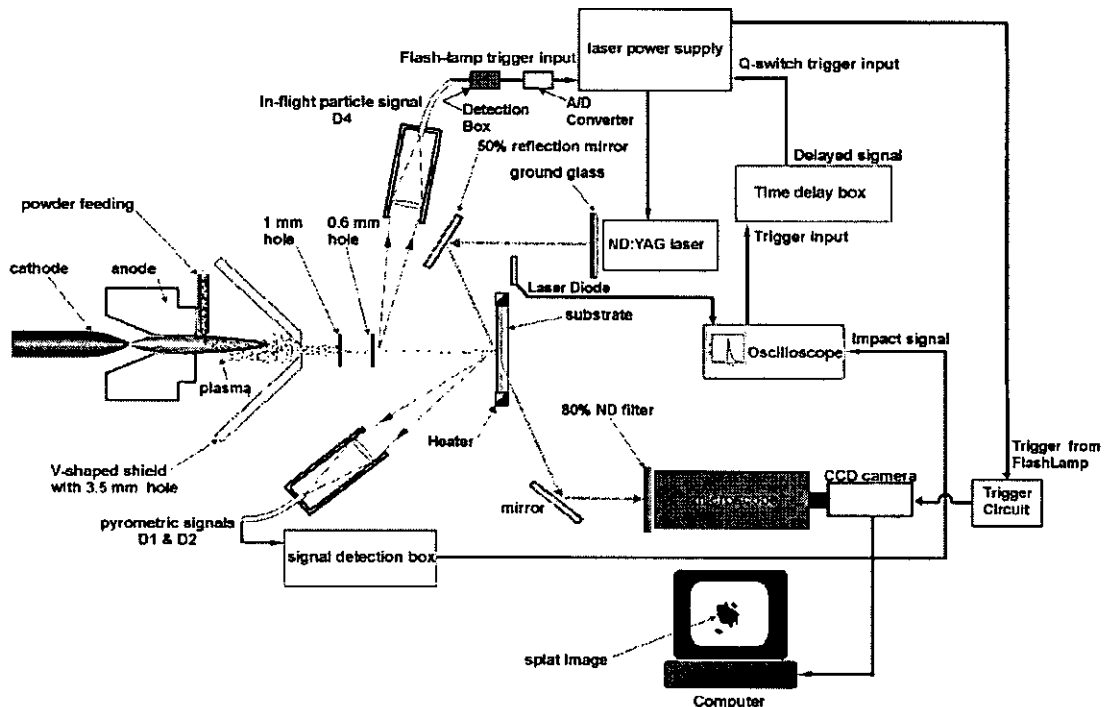 laser power supply
Flash-lamp trigger input
Q-switch trigger input
In-flight particle signal
D4
Detection
Box
A/D
Converter
50% reflection mirror
ground glass
Delayed signal
Time delay box
Trigger input
powder feeding
1 mm
hole
0.6 mm
hole
ND:YAG laser
cathode
anode
Laser Diode
substrate
Impact signal
Oscilloscope
plasma
80% ND filter
Heater
V-shaped shield
with 3.5 mm hole
Trigger from
FlashLamp
CCD camera
mirror
microscope
Trigger
Circuit
pyrometric signals
D1 & D2
signal detection box
splat Image
Computer